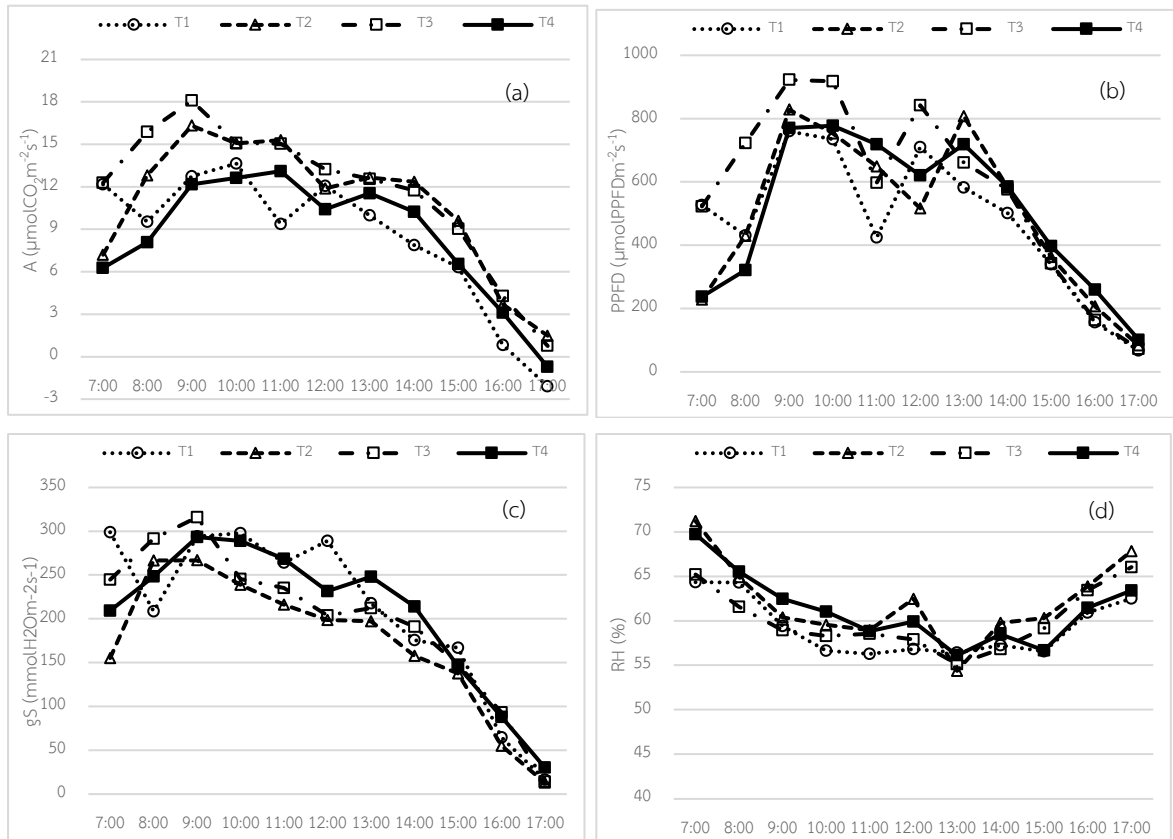 T1 T2 T3 T4
(a)
A (µmolCO₂m⁻²s⁻¹)
21
18
15
12
9
6
3
0
-3
7:00 8:00 9:00 10:00 11:00 12:00 13:00 14:00 15:00 16:00 17:00
T1 T2 T3 T4
(b)
PPFD (µmolPPFDm⁻²s⁻¹)
1000
800
600
400
200
0
7:00 8:00 9:00 10:00 11:00 12:00 13:00 14:00 15:00 16:00 17:00
T1 T2 T3 T4
(c)
gS (mmolH2Om-2s-1)
350
300
250
200
150
100
50
0
7:00 8:00 9:00 10:00 11:00 12:00 13:00 14:00 15:00 16:00 17:00
T1 T2 T3 T4
(d)
RH (%)
75
70
65
60
55
50
45
40
7:00 8:00 9:00 10:00 11:00 12:00 13:00 14:00 15:00 16:00 17:00